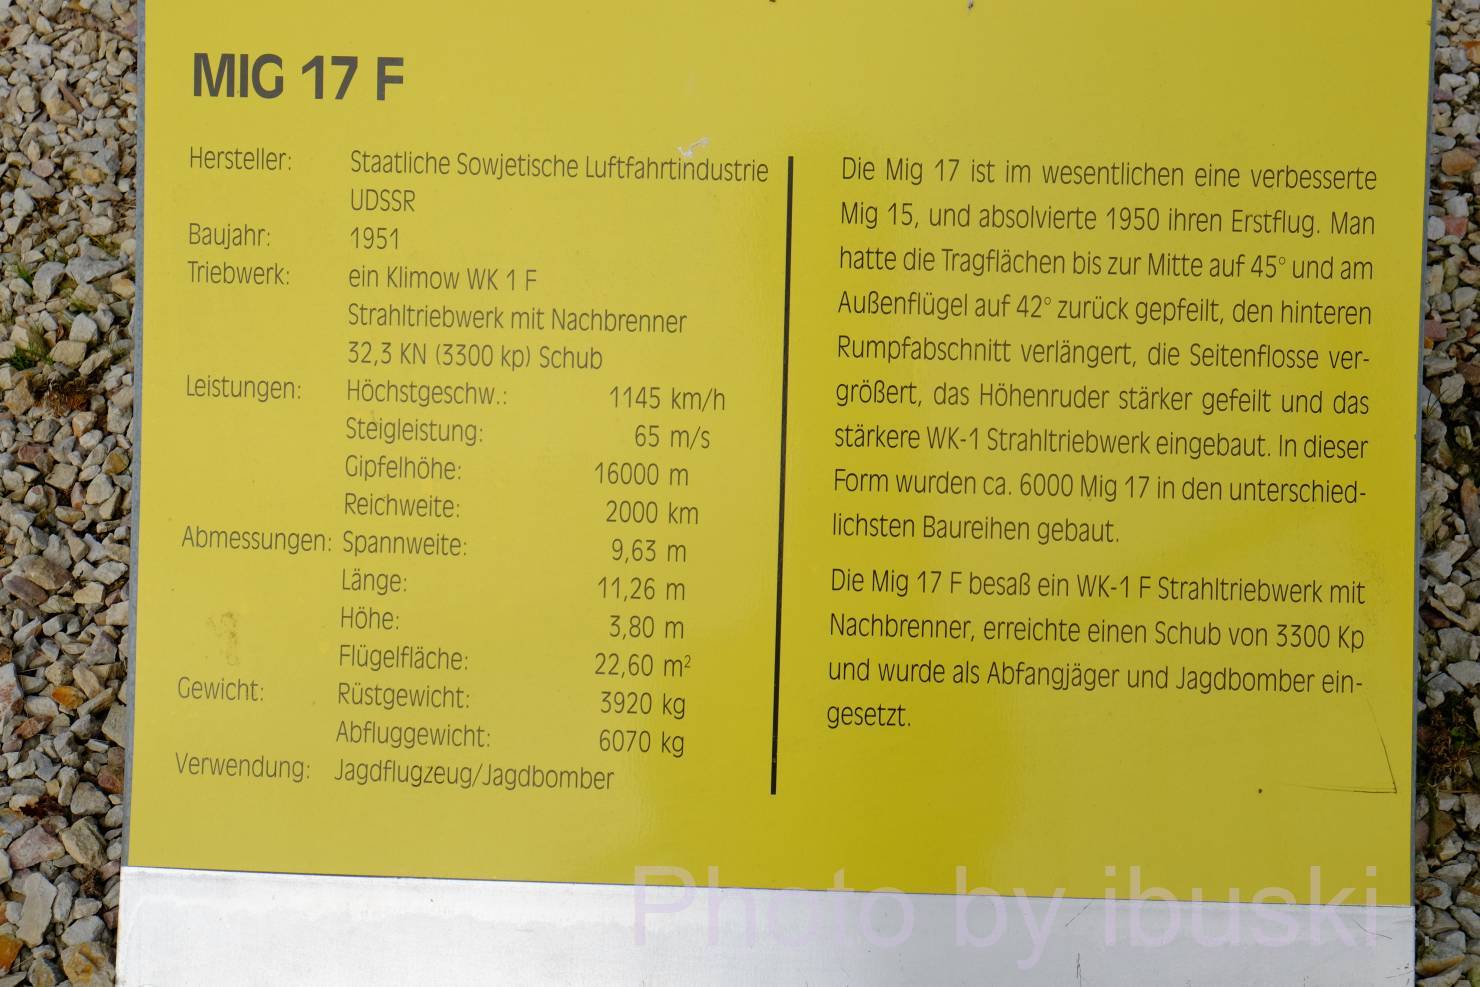 MIG 17 F
Hersteller: Staatliche Sowjetische Luftfahrtindustrie
UDSSR
Baujahr: 1951
Triebwerk: ein Klimow WK 1 F
Strahltriebwerk mit Nachbrenner
32,3 KN (3300 kp) Schub
Leistungen: Höchstgeschw.: 1145 km/h
Steigleistung: 65 m/s
Gipfelhöhe: 16000 m
Reichweite: 2000 km
Abmessungen: Spannweite: 9,63 m
Länge: 11,26 m
Höhe: 3,80 m
Flügelfläche: 22,60 m²
Gewicht: Rüstgewicht: 3920 kg
Abfluggewicht: 6070 kg
Verwendung: Jagdflugzeug/Jagdbomber
Die Mig 17 ist im wesentlichen eine verbesserte
Mig 15, und absolvierte 1950 ihren Erstflug. Man
hatte die Tragflächen bis zur Mitte auf 45° und am
Außenflügel auf 42° zurück gepfeilt, den hinteren
Rumpfabschnitt verlängert, die Seitenflosse ver-
größert, das Höhenruder stärker gefeilt und das
stärkere WK-1 Strahltriebwerk eingebaut. In dieser
Form wurden ca. 6000 Mig 17 in den unterschied-
lichsten Baureihen gebaut.
Die Mig 17 F besaß ein WK-1 F Strahltriebwerk mit
Nachbrenner, erreichte einen Schub von 3300 Kp
und wurde als Abfangjäger und Jagdbomber ein-
gesetzt.
Photo by ibuski